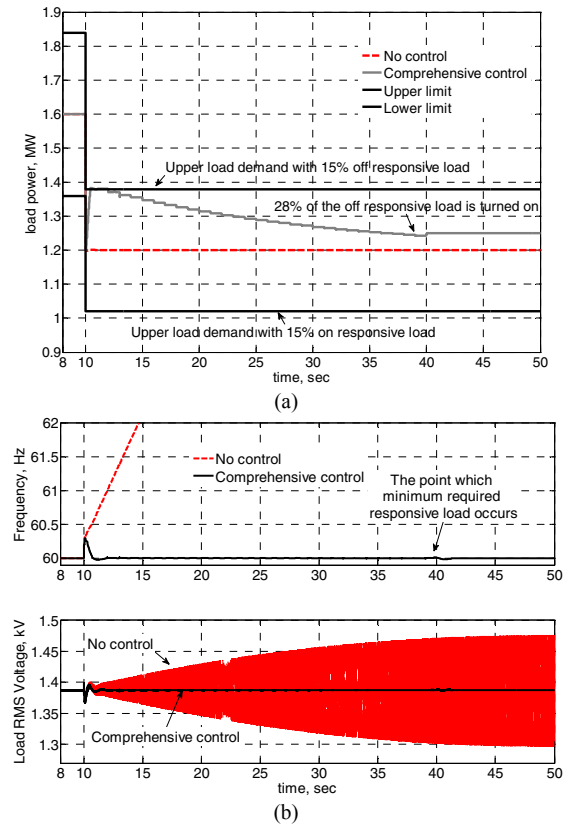 1.9
1.8
1.7
1.6
1.5
1.4
1.3
1.2
1.1
1
0.9
load power, MW
No control
Comprehensive control
Upper limit
Lower limit
Upper load demand with 15% off responsive load
28% of the off responsive load is turned on
Upper load demand with 15% on responsive load
8 10 15 20 25 30 35 40 45 50
time, sec
(a)
62
61.5
61
60.5
60
Frequency, Hz
No control
Comprehensive control
The point which
minimum required
responsive load occurs
8 10 15 20 25 30 35 40 45 50
1.5
1.45
1.4
1.35
1.3
Load RMS Voltage, kV
No control
Comprehensive control
8 10 15 20 25 30 35 40 45 50
time, sec
(b)